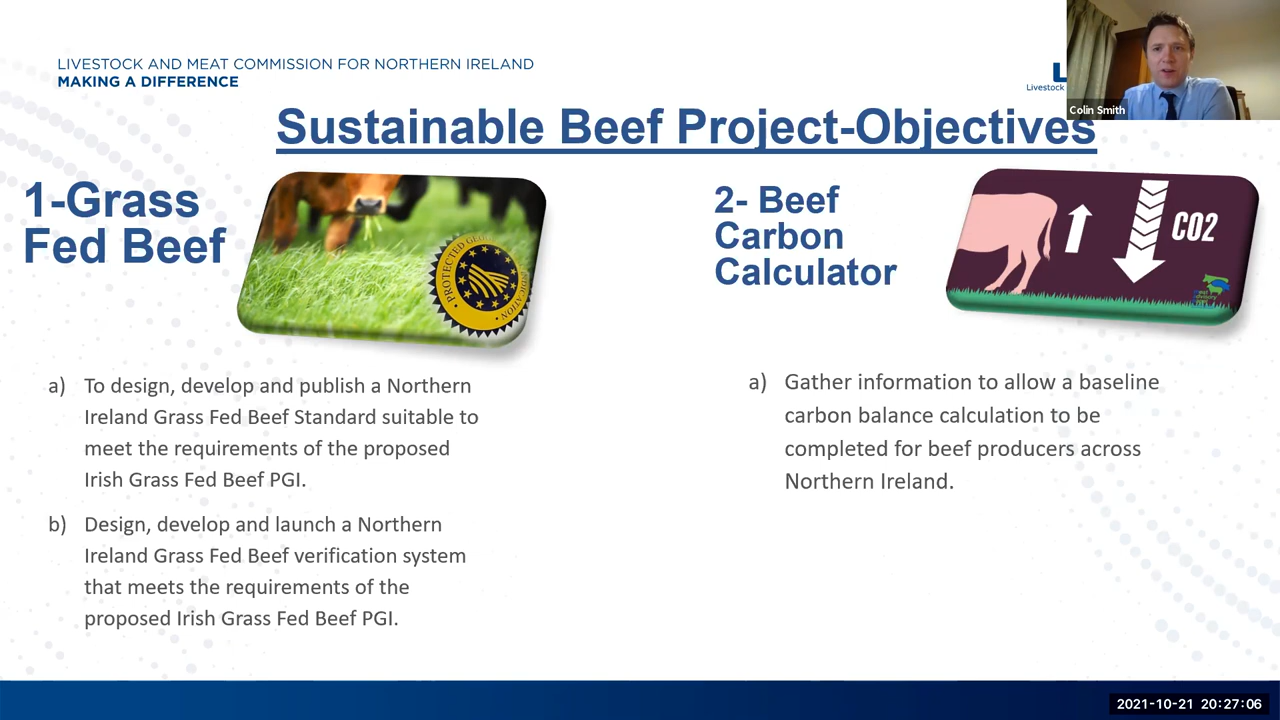 LIVESTOCK AND MEAT COMMISSION FOR NORTHERN IRELAND
MAKING A DIFFERENCE
Livestock
Colin Smith
Sustainable Beef Project-Objectives
1-Grass
Fed Beef
PROTECTED
2- Beef
Carbon
Calculator
CO2
a) To design, develop and publish a Northern
Ireland Grass Fed Beef Standard suitable to
meet the requirements of the proposed
Irish Grass Fed Beef PGI.
b) Design, develop and launch a Northern
Ireland Grass Fed Beef verification system
that meets the requirements of the
proposed Irish Grass Fed Beef PGI.
a) Gather information to allow a baseline
carbon balance calculation to be
completed for beef producers across
Northern Ireland.
2021-10-21 20:27:06